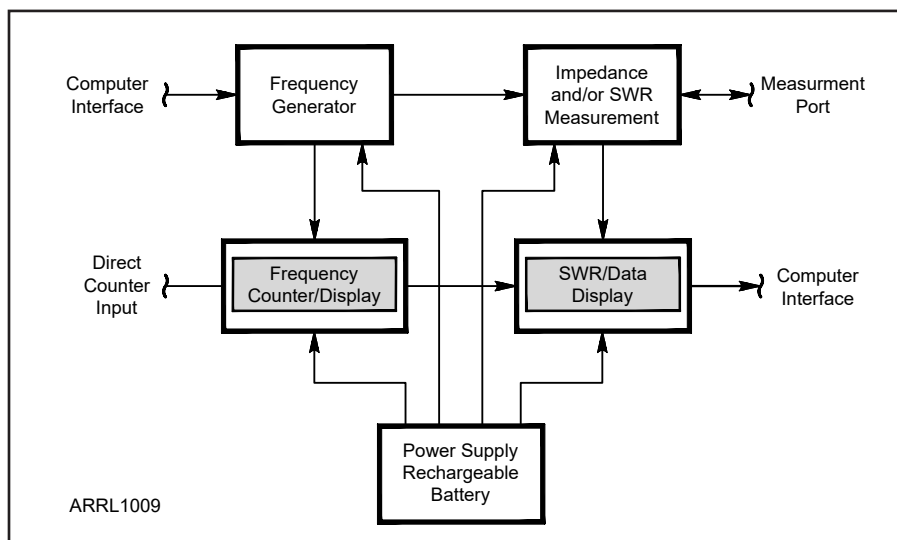 Computer
Interface
Frequency
Generator
Impedance
and/or SWR
Measurement
Measurment
Port
Direct
Counter
Input
Frequency
Counter/Display
SWR/Data
Display
Computer
Interface
Power Supply
Rechargeable
Battery
ARRL1009